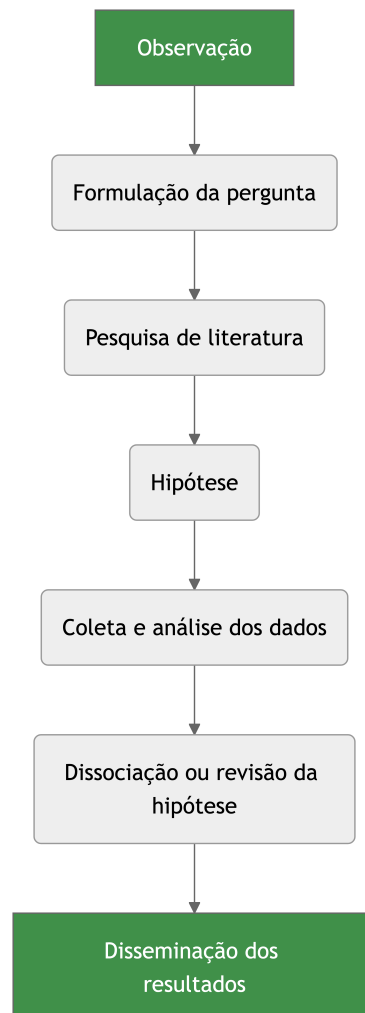 Observação
Formulação da pergunta
Pesquisa de literatura
Hipótese
Coleta e análise dos dados
Dissociação ou revisão da
hipótese
Disseminação dos
resultados